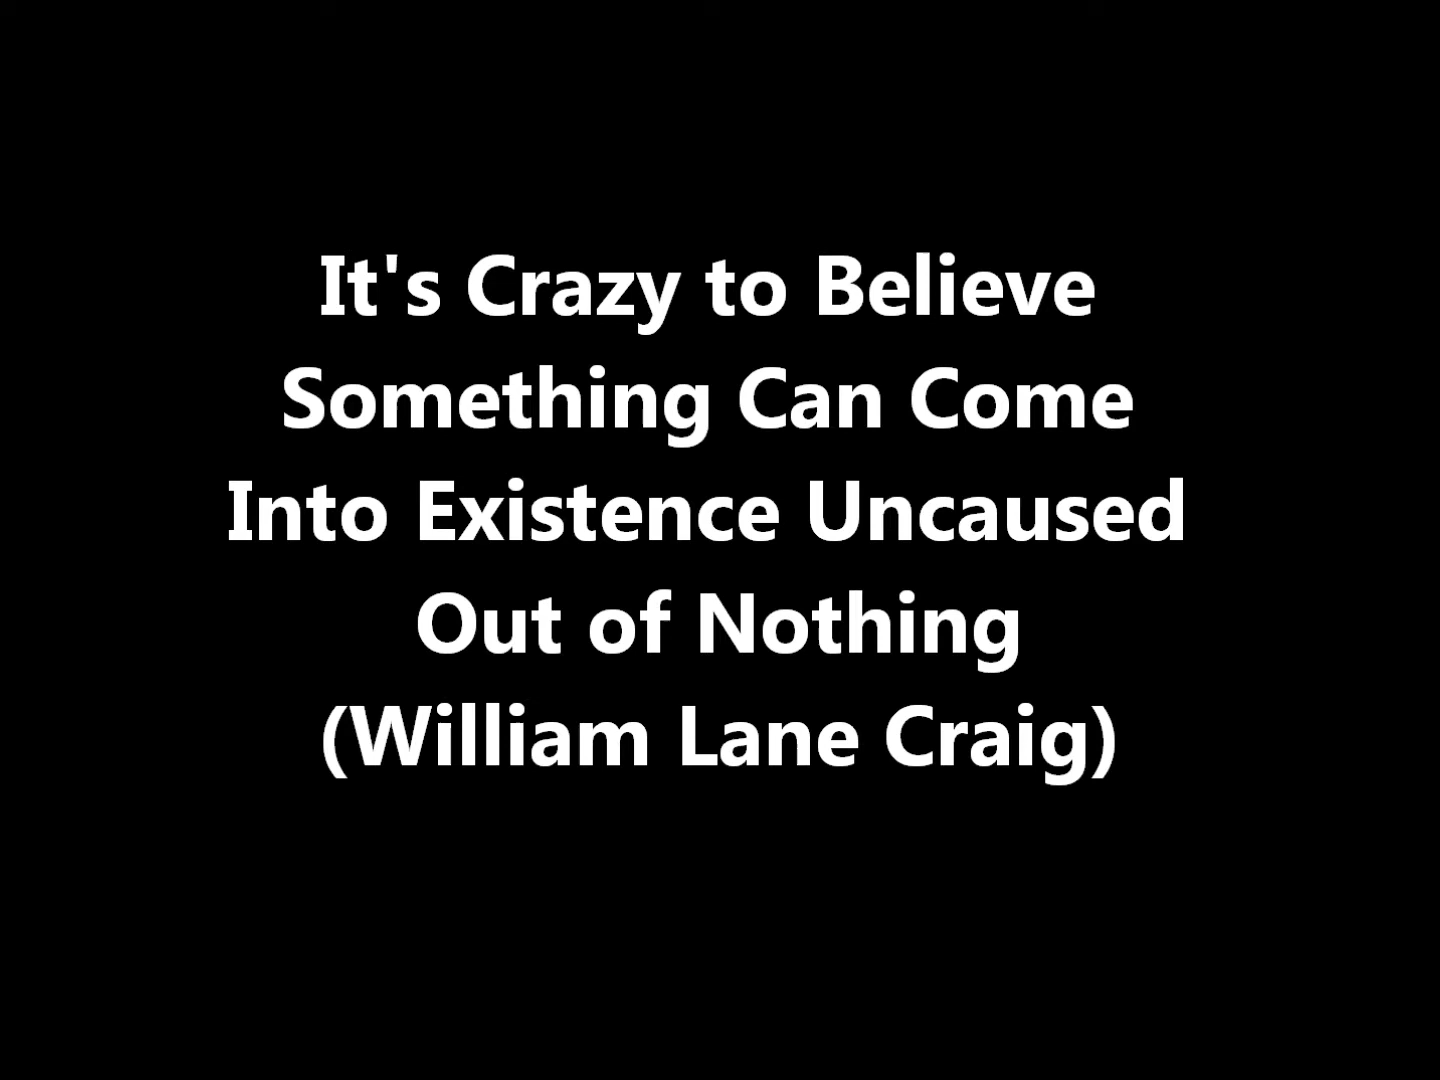 It's Crazy to Believe
Something Can Come
Into Existence Uncaused
Out of Nothing
(William Lane Craig)